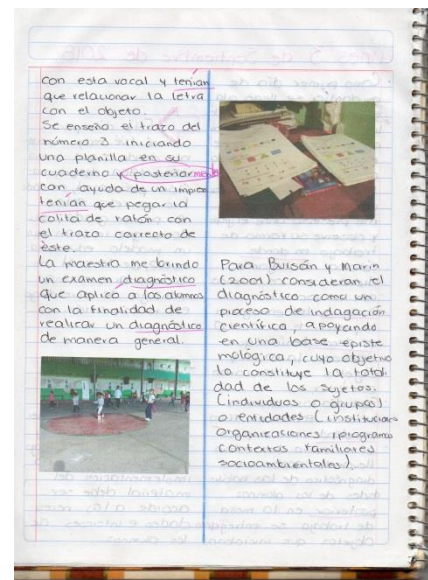 con esta vocal y tenian
que relacionar la letra
con el objeto.
Se enseño el trazo del
número 3 iniciando
una planilla en su
cuaderno y posteriormente
con ayuda de un impreso
tenian que pegar la
colita de ratón con
el trazo correcto de
éste.
La maestra me brindo
un examen diagnóstico
que aplicó a los alumnos
con la finalidad de
realizar un diagnóstico
de manera general.
Para Buisán y Marín
(2001) consideran el
diagnóstico como un
proceso de indagación
científica, apoyando
en una base episte
mológica, cuyo objetivo
lo constituye la totali
dad de los sujetos.
(individuos o grupos)
o entidades (instituciones
organizaciones, programas
contextos familiares
socioambientales).